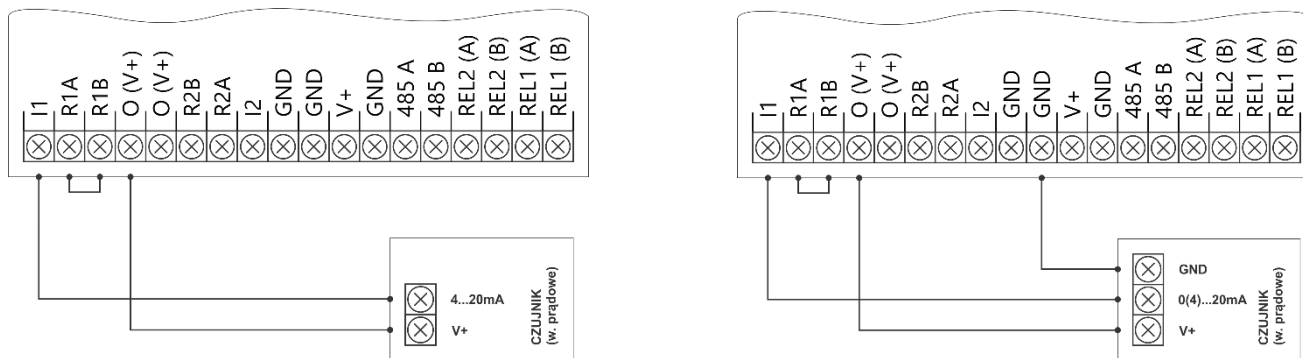 I1
R1A
R1B
O (V+)
O (V+)
R2B
R2A
I2
GND
GND
V+
GND
485 A
485 B
REL2 (A)
REL2 (B)
REL1 (A)
REL1 (B)
4...20mA
V+
CZUJNIK
(w. prądowe)
I1
R1A
R1B
O (V+)
O (V+)
R2B
R2A
I2
GND
GND
V+
GND
485 A
485 B
REL2 (A)
REL2 (B)
REL1 (A)
REL1 (B)
GND
0(4)...20mA
V+
CZUJNIK
(w. prądowe)